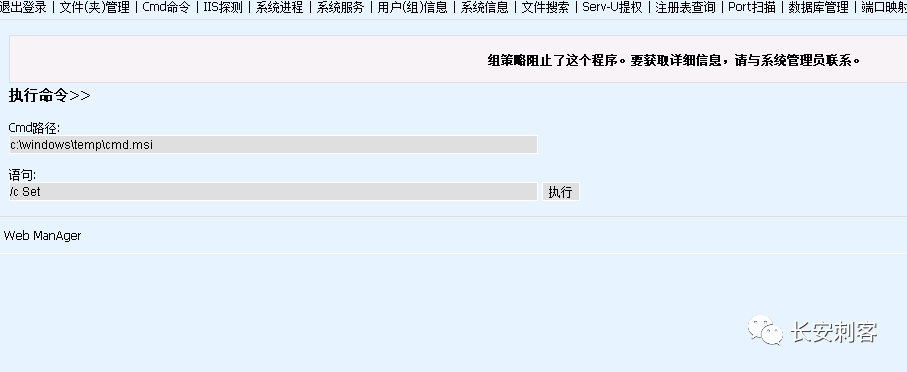 退出登录 | 文件(夹)管理 | Cmd命令 | IIS探测 | 系统进程 | 系统服务 | 用户(组)信息 | 系统信息 | 文件搜索 | Serv-U提权 | 注册表查询 | Port扫描 | 数据库管理 | 端口映射
组策略阻止了这个程序。要获取详细信息，请与系统管理员联系。
执行命令>>
Cmd路径:
c:\windows\temp\cmd.msi
语句:
/c Set 执行
Web ManAger
长安刺客